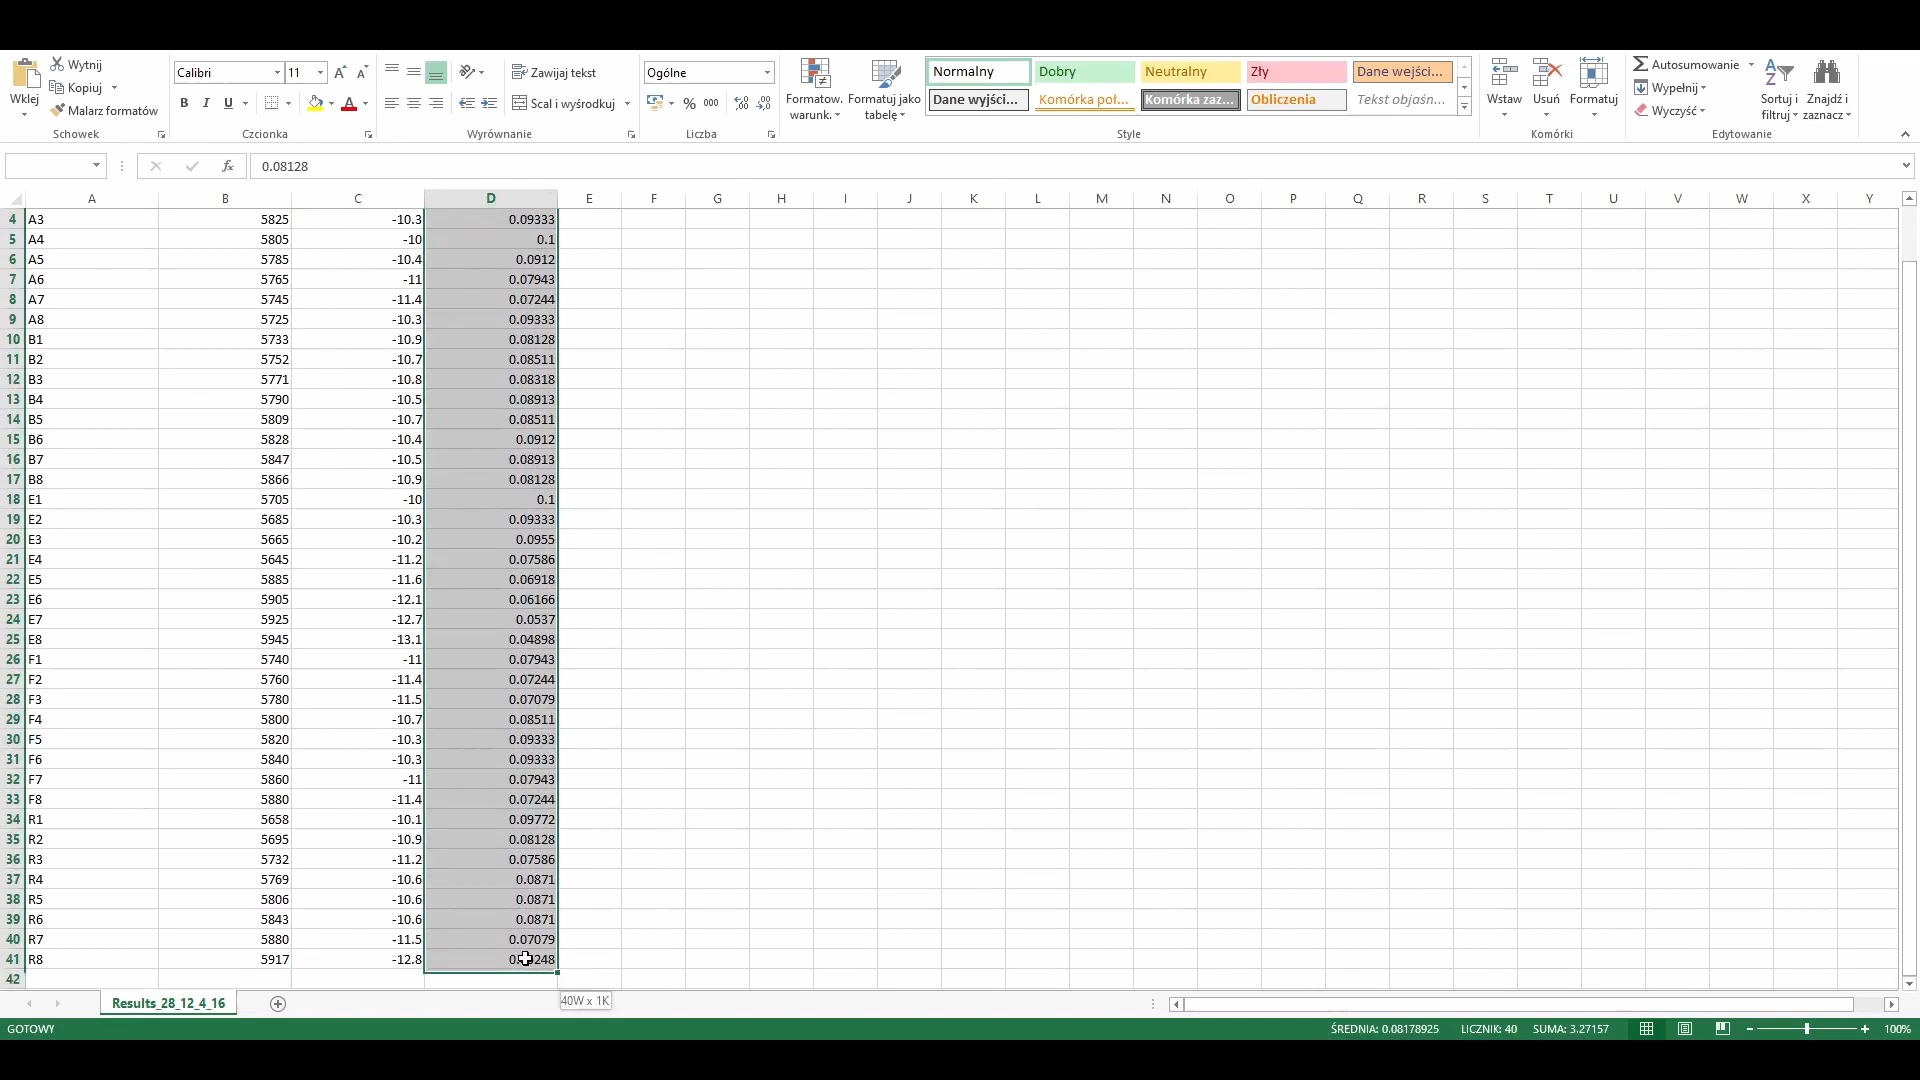 Wklej
Wytnij
Kopiuj
Malarz formatów
Schowek
Calibri 11
B I U
Czcionka
Zawijaj tekst
Scal i wyśrodkuj
Wyrównanie
Ogólne
% 000
Liczba
Formatow. warunk.
Formatuj jako tabelę
Normalny Dobry Neutralny Zły Dane wejści...
Dane wyjści... Komórka poł... Komórka zaz... Obliczenia Tekst objaśn...
Style
Wstaw Usuń Formatuj
Komórki
Autosumowanie
Wypełnij
Wyczyść
Sortuj i filtruj
Znajdź i zaznacz
Edytowanie
fx 0.08128
A B C D E F G H I J K L M N O P Q R S T U V W X Y
4 A3 5825 -10.3 0.09333
5 A4 5805 -10 0.1
6 A5 5785 -10.4 0.0912
7 A6 5765 -11 0.07943
8 A7 5745 -11.4 0.07244
9 A8 5725 -10.3 0.09333
10 B1 5733 -10.9 0.08128
11 B2 5752 -10.7 0.08511
12 B3 5771 -10.8 0.08318
13 B4 5790 -10.5 0.08913
14 B5 5809 -10.7 0.08511
15 B6 5828 -10.4 0.0912
16 B7 5847 -10.5 0.08913
17 B8 5866 -10.9 0.08128
18 E1 5705 -10 0.1
19 E2 5685 -10.3 0.09333
20 E3 5665 -10.2 0.0955
21 E4 5645 -11.2 0.07586
22 E5 5885 -11.6 0.06918
23 E6 5905 -12.1 0.06166
24 E7 5925 -12.7 0.0537
25 E8 5945 -13.1 0.04898
26 F1 5740 -11 0.07943
27 F2 5760 -11.4 0.07244
28 F3 5780 -11.5 0.07079
29 F4 5800 -10.7 0.08511
30 F5 5820 -10.3 0.09333
31 F6 5840 -10.3 0.09333
32 F7 5860 -11 0.07943
33 F8 5880 -11.4 0.07244
34 R1 5658 -10.1 0.09772
35 R2 5695 -10.9 0.08128
36 R3 5732 -11.2 0.07586
37 R4 5769 -10.6 0.0871
38 R5 5806 -10.6 0.0871
39 R6 5843 -10.6 0.0871
40 R7 5880 -11.5 0.07079
41 R8 5917 -12.8
42
Results_28_12_4_16
40W x 1K
GOTOWY
ŚREDNIA: 0.08178925 LICZNIK: 40 SUMA: 3.27157
100%